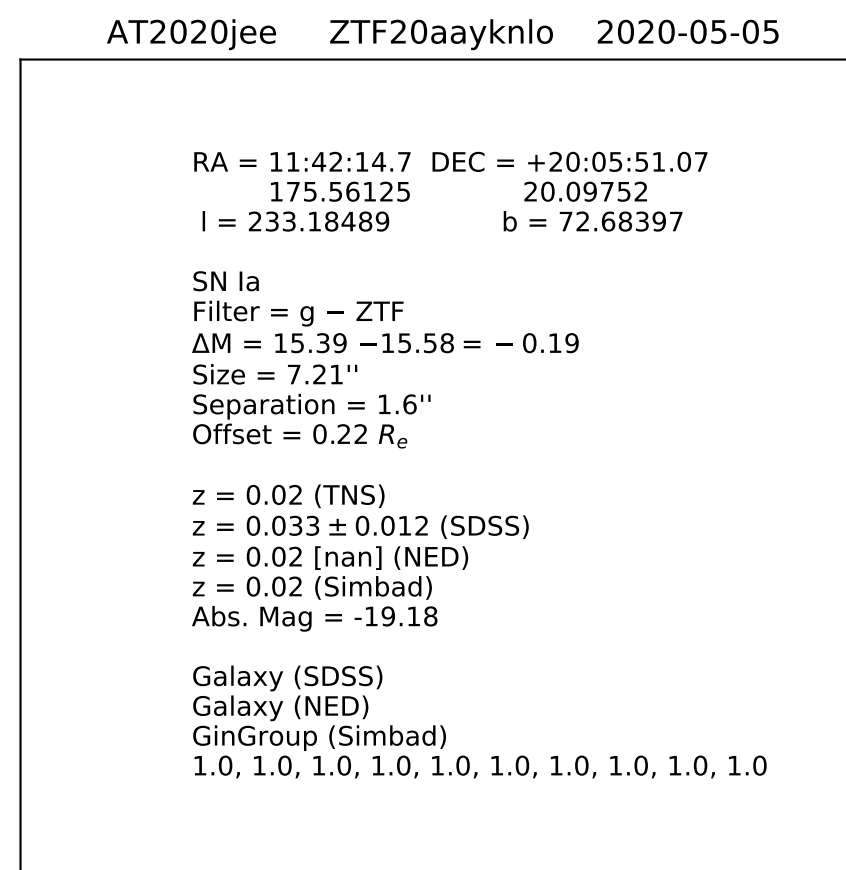 AT2020jee ZTF20aayknlo 2020-05-05
RA = 11:42:14.7 DEC = +20:05:51.07
175.56125 20.09752
l = 233.18489 b = 72.68397
SN Ia
Filter = g − ZTF
ΔM = 15.39 −15.58 = − 0.19
Size = 7.21''
Separation = 1.6''
Offset = 0.22 Re
z = 0.02 (TNS)
z = 0.033 ± 0.012 (SDSS)
z = 0.02 [nan] (NED)
z = 0.02 (Simbad)
Abs. Mag = -19.18
Galaxy (SDSS)
Galaxy (NED)
GinGroup (Simbad)
1.0, 1.0, 1.0, 1.0, 1.0, 1.0, 1.0, 1.0, 1.0, 1.0